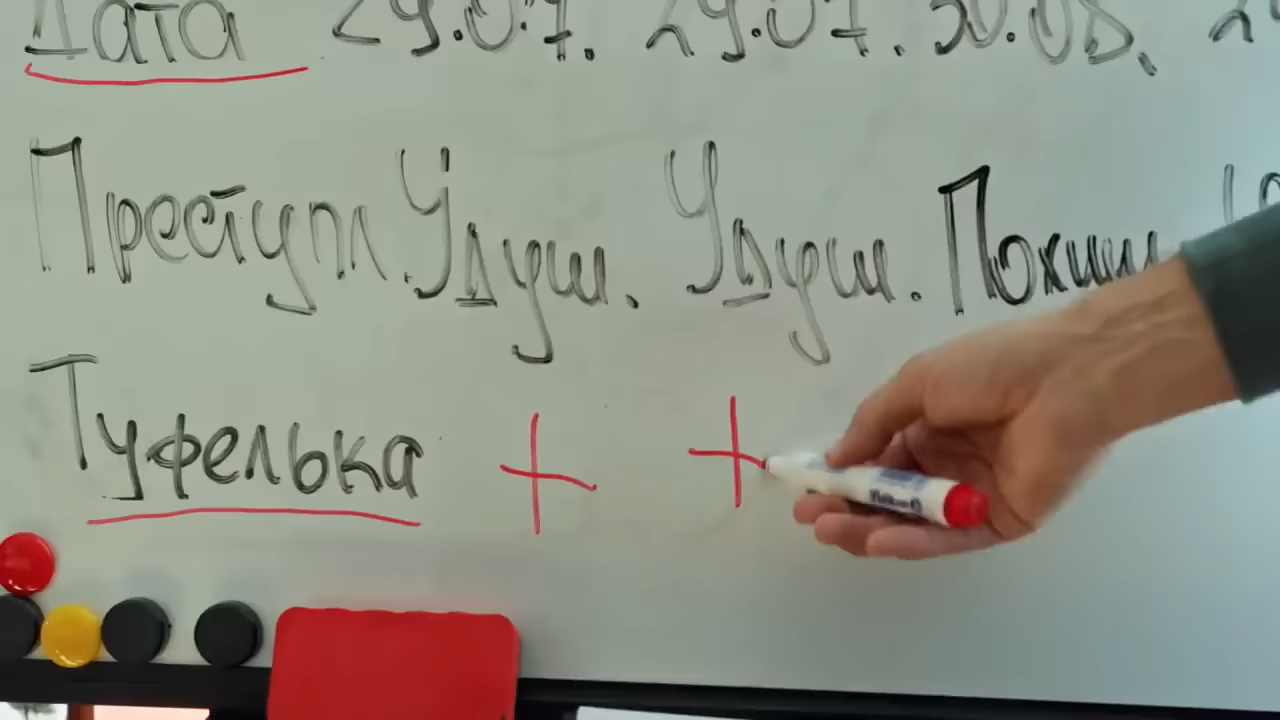 Дата 29.07. 29.07. 30.08.
Преступл. Удуш. Удуш. Похищ
Туфелька + +